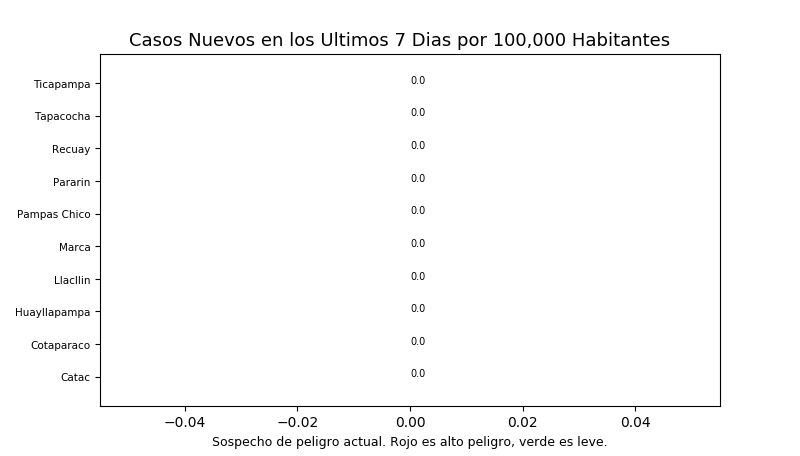 Casos Nuevos en los Ultimos 7 Dias por 100,000 Habitantes
Ticapampa 0.0
Tapacocha 0.0
Recuay 0.0
Pararin 0.0
Pampas Chico 0.0
Marca 0.0
Llacllin 0.0
Huayllapampa 0.0
Cotaparaco 0.0
Catac 0.0
−0.04 −0.02 0.00 0.02 0.04
Sospecho de peligro actual. Rojo es alto peligro, verde es leve.